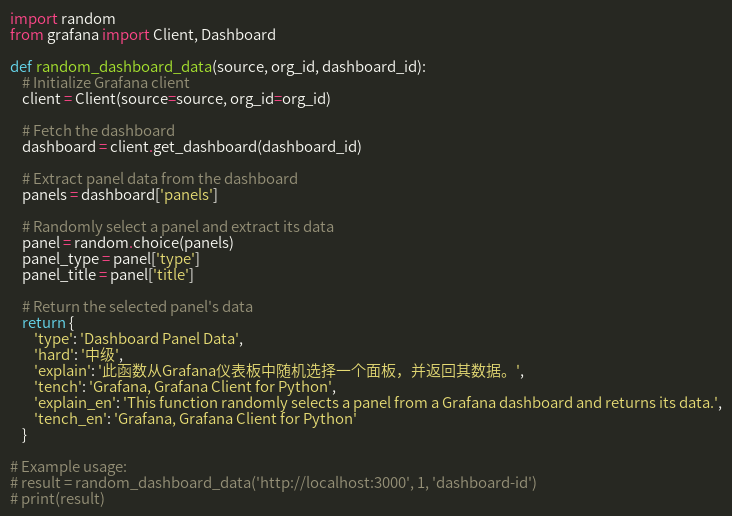 import random
from grafana import Client, Dashboard

def random_dashboard_data(source, org_id, dashboard_id):
    # Initialize Grafana client
    client = Client(source=source, org_id=org_id)

    # Fetch the dashboard
    dashboard = client.get_dashboard(dashboard_id)

    # Extract panel data from the dashboard
    panels = dashboard['panels']

    # Randomly select a panel and extract its data
    panel = random.choice(panels)
    panel_type = panel['type']
    panel_title = panel['title']

    # Return the selected panel's data
    return {
        'type': 'Dashboard Panel Data',
        'hard': '中级',
        'explain': '此函数从Grafana仪表板中随机选择一个面板，并返回其数据。',
        'tench': 'Grafana, Grafana Client for Python',
        'explain_en': 'This function randomly selects a panel from a Grafana dashboard and returns its data.',
        'tench_en': 'Grafana, Grafana Client for Python'
    }

# Example usage:
# result = random_dashboard_data('http://localhost:3000', 1, 'dashboard-id')
# print(result)